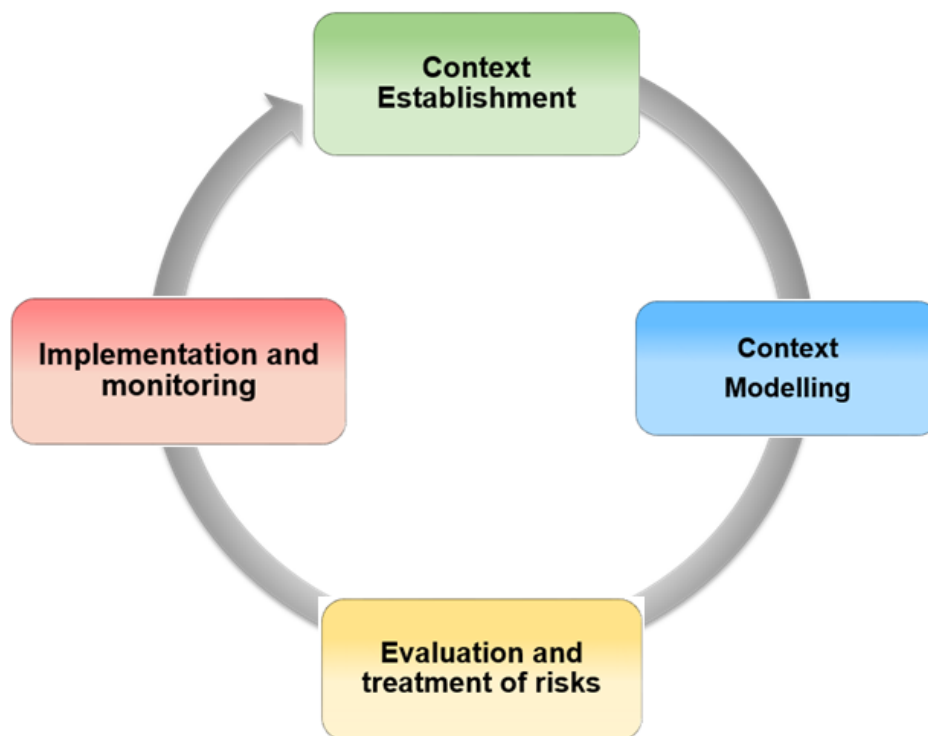 Context
Establishment
Context
Modelling
Evaluation and
treatment of risks
Implementation and
monitoring